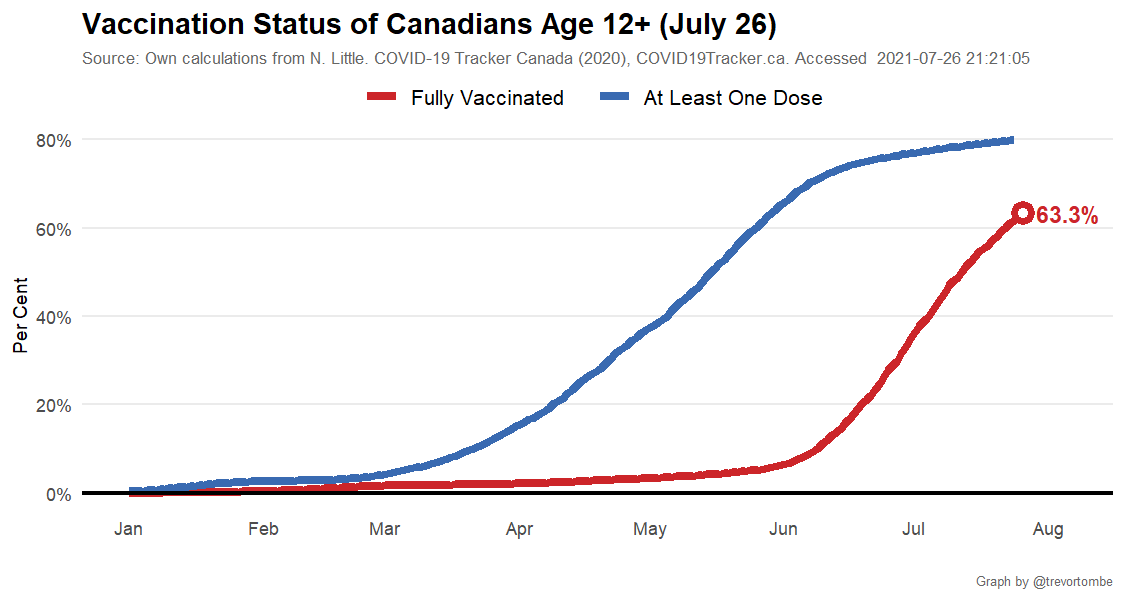 Vaccination Status of Canadians Age 12+ (July 26)
Source: Own calculations from N. Little. COVID-19 Tracker Canada (2020), COVID19Tracker.ca. Accessed  2021-07-26 21:21:05
Fully Vaccinated At Least One Dose
80%
60%
40%
20%
0%
Per Cent
63.3%
Jan Feb Mar Apr May Jun Jul Aug
Graph by @trevortombe